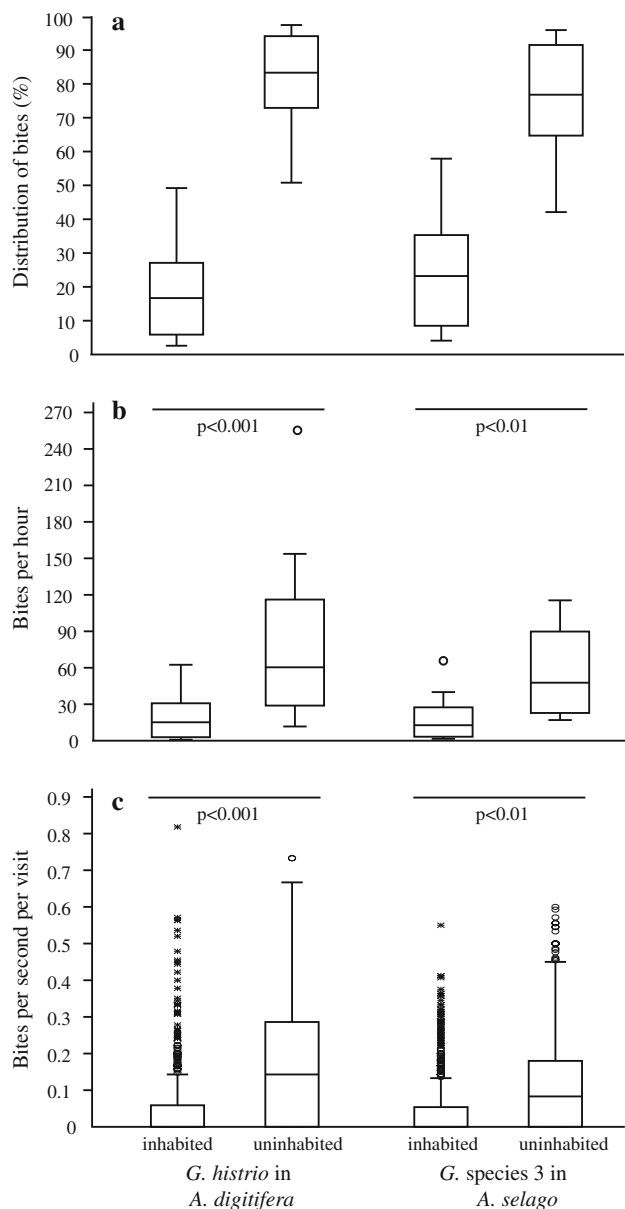 a
Distribution of bites (%)
100
90
80
70
60
50
40
30
20
10
0
b
Bites per hour
270
240
210
180
150
120
90
60
30
0
p<0.001
p<0.01
c
Bites per second per visit
0.9
0.8
0.7
0.6
0.5
0.4
0.3
0.2
0.1
0
p<0.001
p<0.01
inhabited uninhabited inhabited uninhabited
G. histrio in
A. digitifera
G. species 3 in
A. selago